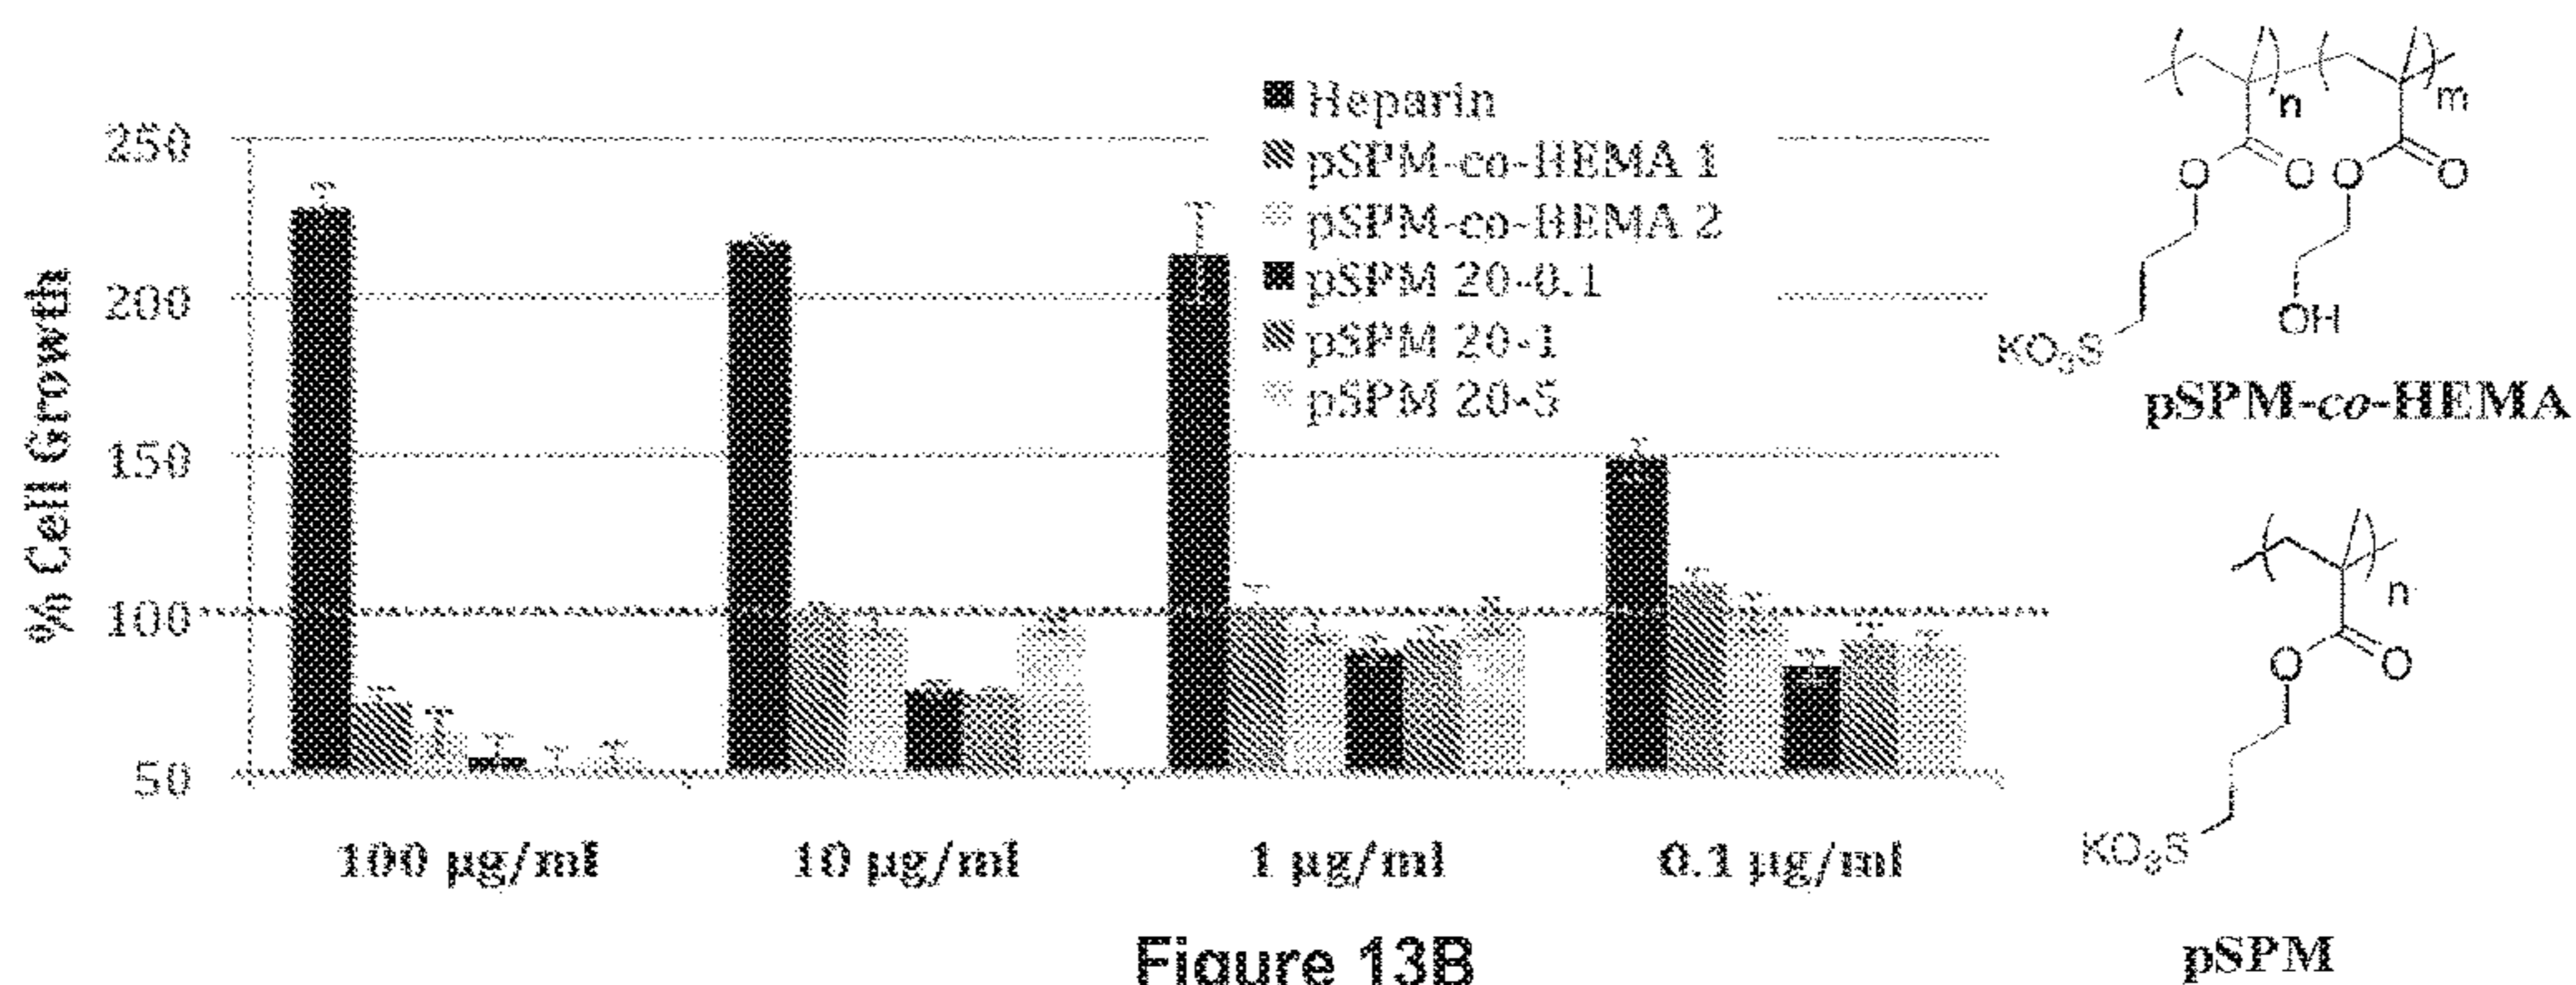 % Cell Growth
250
200
150
100
50
Heparin
pSPM-co-HEMA 1
pSPM-co-HEMA 2
pSPM 20-0.1
pSPM 20-1
pSPM 20-5
100 µg/ml
10 µg/ml
1 µg/ml
0.1 µg/ml
n
m
O
O
O
O
OH
KO₃S
pSPM-co-HEMA
n
O
O
KO₃S
pSPM
Figure 13B